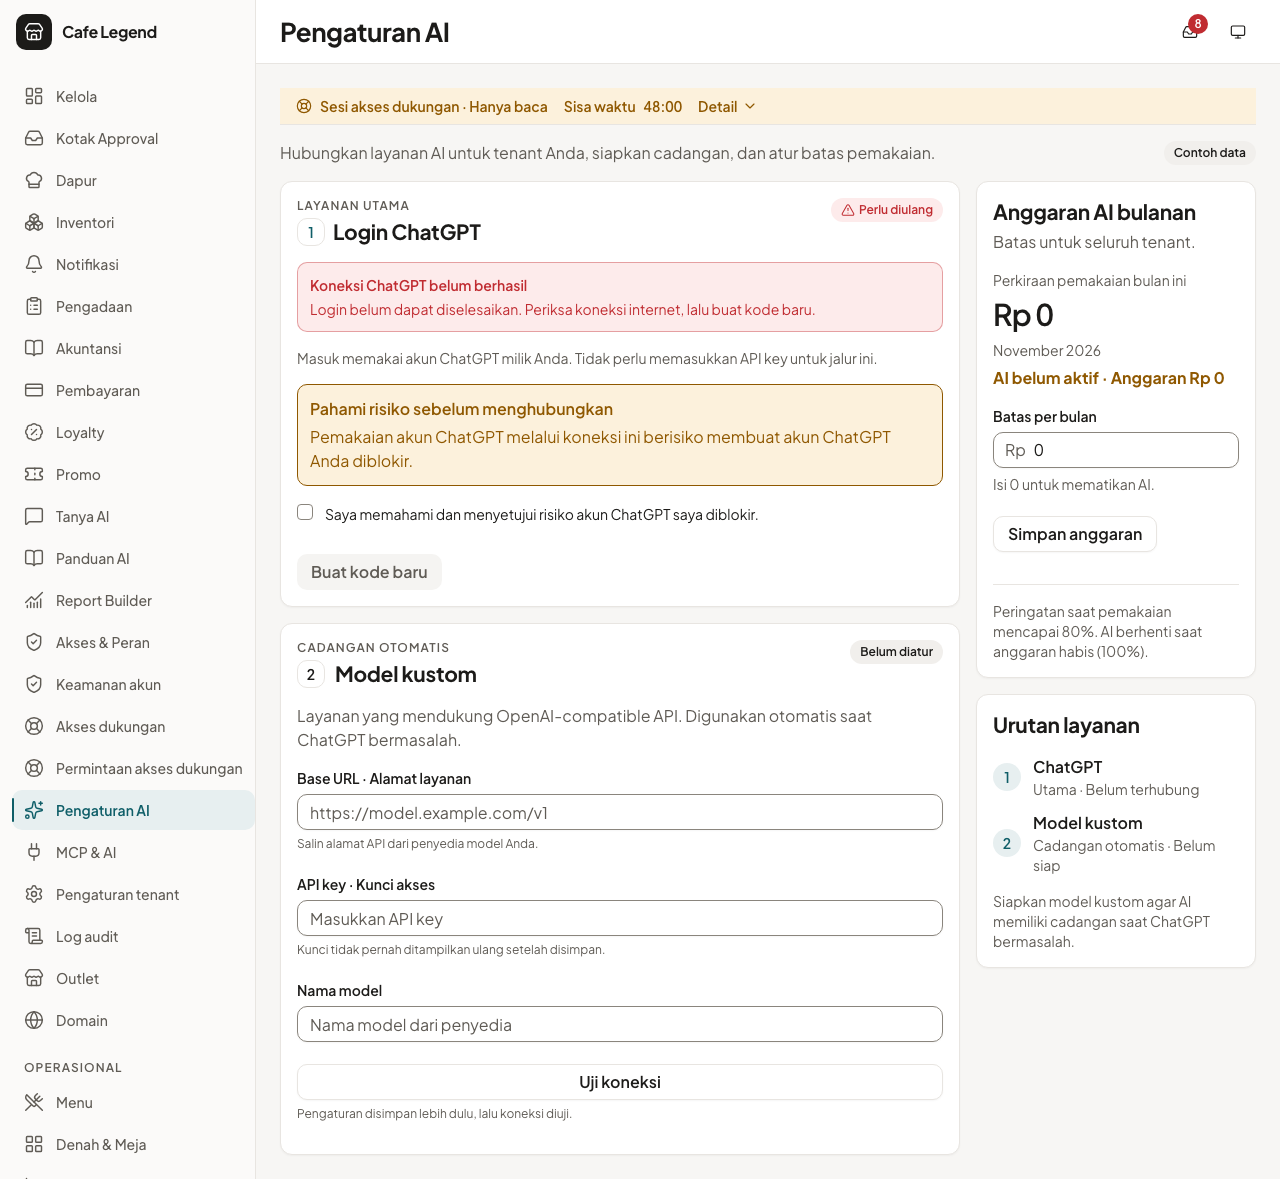 Cafe Legend
Kelola
Kotak Approval
Dapur
Inventori
Notifikasi
Pengadaan
Akuntansi
Pembayaran
Loyalty
Promo
Tanya AI
Panduan AI
Report Builder
Akses & Peran
Keamanan akun
Akses dukungan
Permintaan akses dukungan
Pengaturan AI
MCP & AI
Pengaturan tenant
Log audit
Outlet
Domain
OPERASIONAL
Menu
Denah & Meja
Pengaturan AI
8
Sesi akses dukungan · Hanya baca Sisa waktu 48:00 Detail
Hubungkan layanan AI untuk tenant Anda, siapkan cadangan, dan atur batas pemakaian.
Contoh data
LAYANAN UTAMA
1 Login ChatGPT
Perlu diulang
Koneksi ChatGPT belum berhasil
Login belum dapat diselesaikan. Periksa koneksi internet, lalu buat kode baru.
Masuk memakai akun ChatGPT milik Anda. Tidak perlu memasukkan API key untuk jalur ini.
Pahami risiko sebelum menghubungkan
Pemakaian akun ChatGPT melalui koneksi ini berisiko membuat akun ChatGPT
Anda diblokir.
Saya memahami dan menyetujui risiko akun ChatGPT saya diblokir.
Buat kode baru
CADANGAN OTOMATIS
2 Model kustom
Belum diatur
Layanan yang mendukung OpenAI-compatible API. Digunakan otomatis saat
ChatGPT bermasalah.
Base URL · Alamat layanan
https://model.example.com/v1
Salin alamat API dari penyedia model Anda.
API key · Kunci akses
Masukkan API key
Kunci tidak pernah ditampilkan ulang setelah disimpan.
Nama model
Nama model dari penyedia
Uji koneksi
Pengaturan disimpan lebih dulu, lalu koneksi diuji.
Anggaran AI bulanan
Batas untuk seluruh tenant.
Perkiraan pemakaian bulan ini
Rp 0
November 2026
AI belum aktif · Anggaran Rp 0
Batas per bulan
Rp 0
Isi 0 untuk mematikan AI.
Simpan anggaran
Peringatan saat pemakaian
mencapai 80%. AI berhenti saat
anggaran habis (100%).
Urutan layanan
1 ChatGPT
Utama · Belum terhubung
2 Model kustom
Cadangan otomatis · Belum
siap
Siapkan model kustom agar AI
memiliki cadangan saat ChatGPT
bermasalah.